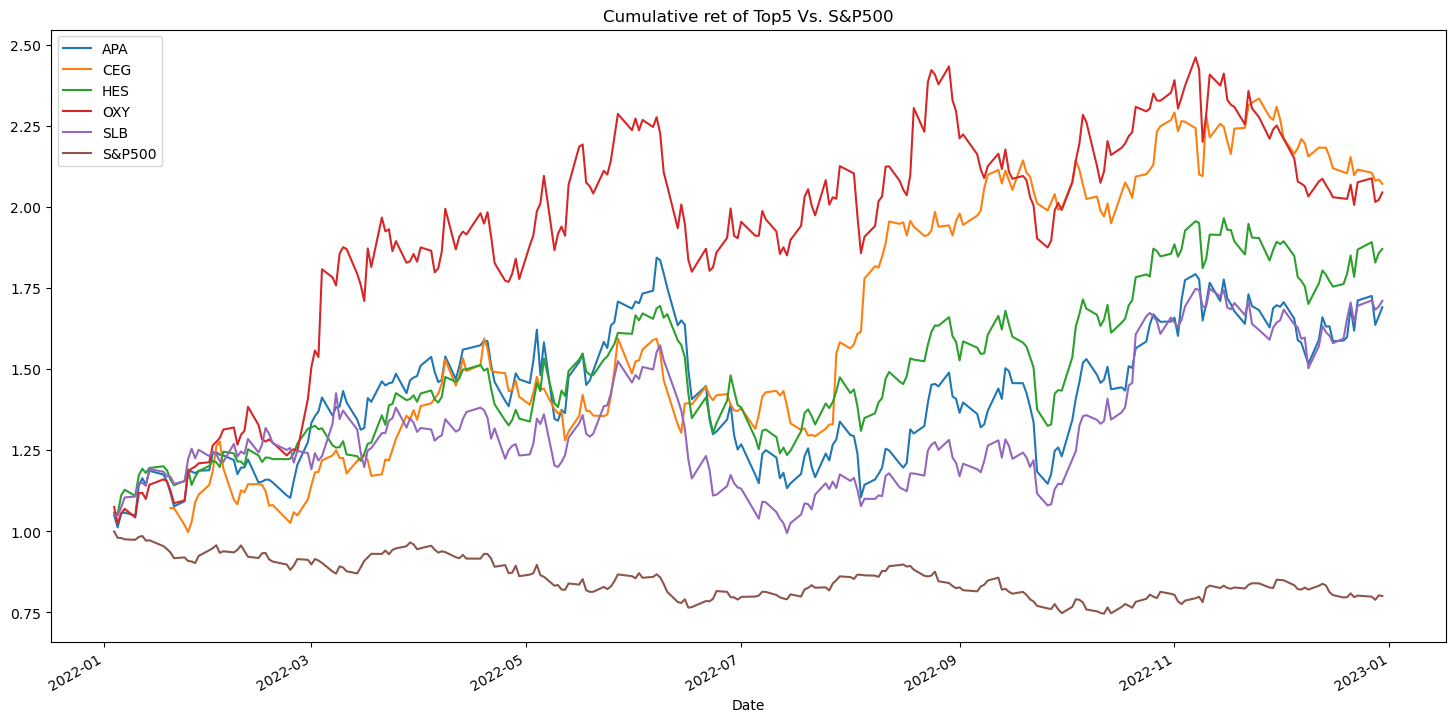 Cumulative ret of Top5 Vs. S&P500
2.50
2.25
2.00
1.75
1.50
1.25
1.00
0.75
APA
CEG
HES
OXY
SLB
S&P500
2022-01
2022-03
2022-05
2022-07
2022-09
2022-11
2023-01
Date